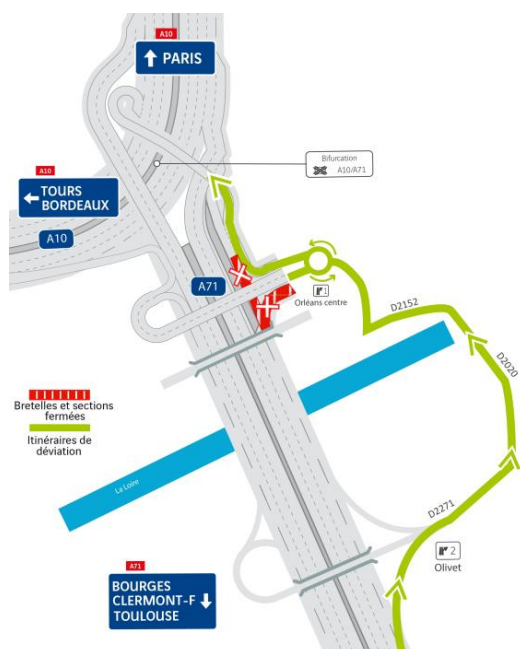 A10
PARIS
Bifurcation
A10/A71
A10
TOURS
BORDEAUX
A10
A71
1
Orléans centre
D2152
D2020
Bretelles et sections
fermées
Itinéraires de
déviation
La Loire
D2271
2
Olivet
A71
BOURGES
CLERMONT-F
TOULOUSE